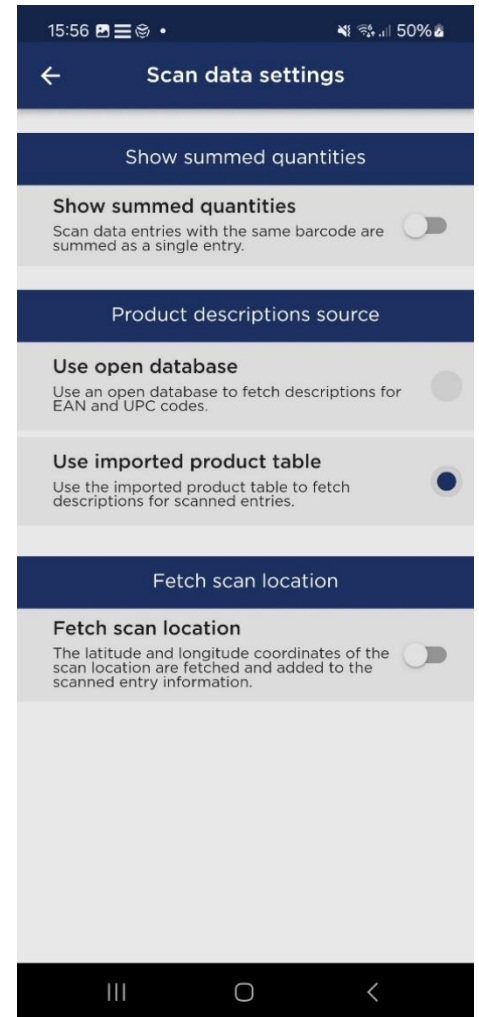 15:56 50%
Scan data settings
Show summed quantities
Show summed quantities
Scan data entries with the same barcode are
summed as a single entry.
Product descriptions source
Use open database
Use an open database to fetch descriptions for
EAN and UPC codes.
Use imported product table
Use the imported product table to fetch
descriptions for scanned entries.
Fetch scan location
Fetch scan location
The latitude and longitude coordinates of the
scan location are fetched and added to the
scanned entry information.